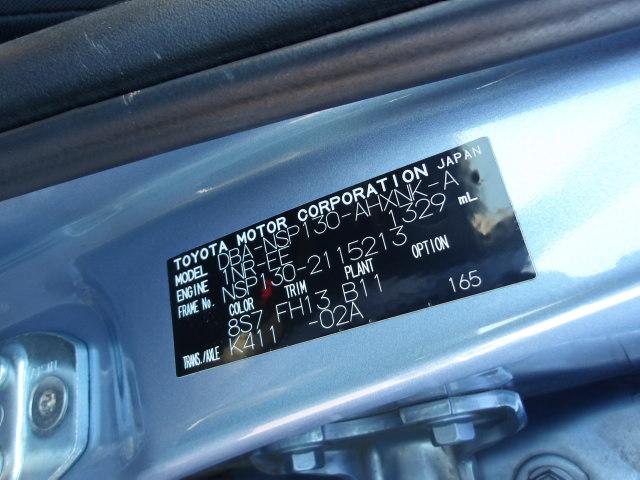 TOYOTA MOTOR CORPORATION JAPAN
MODEL DBA-NSP130-AHXNK-A
ENGINE 1NR-FE 1329 mL
FRAME No. NSP130-2115213
COLOR TRIM PLANT OPTION
8S7 FH13 B11
TRANS./AXLE K411 -02A 165